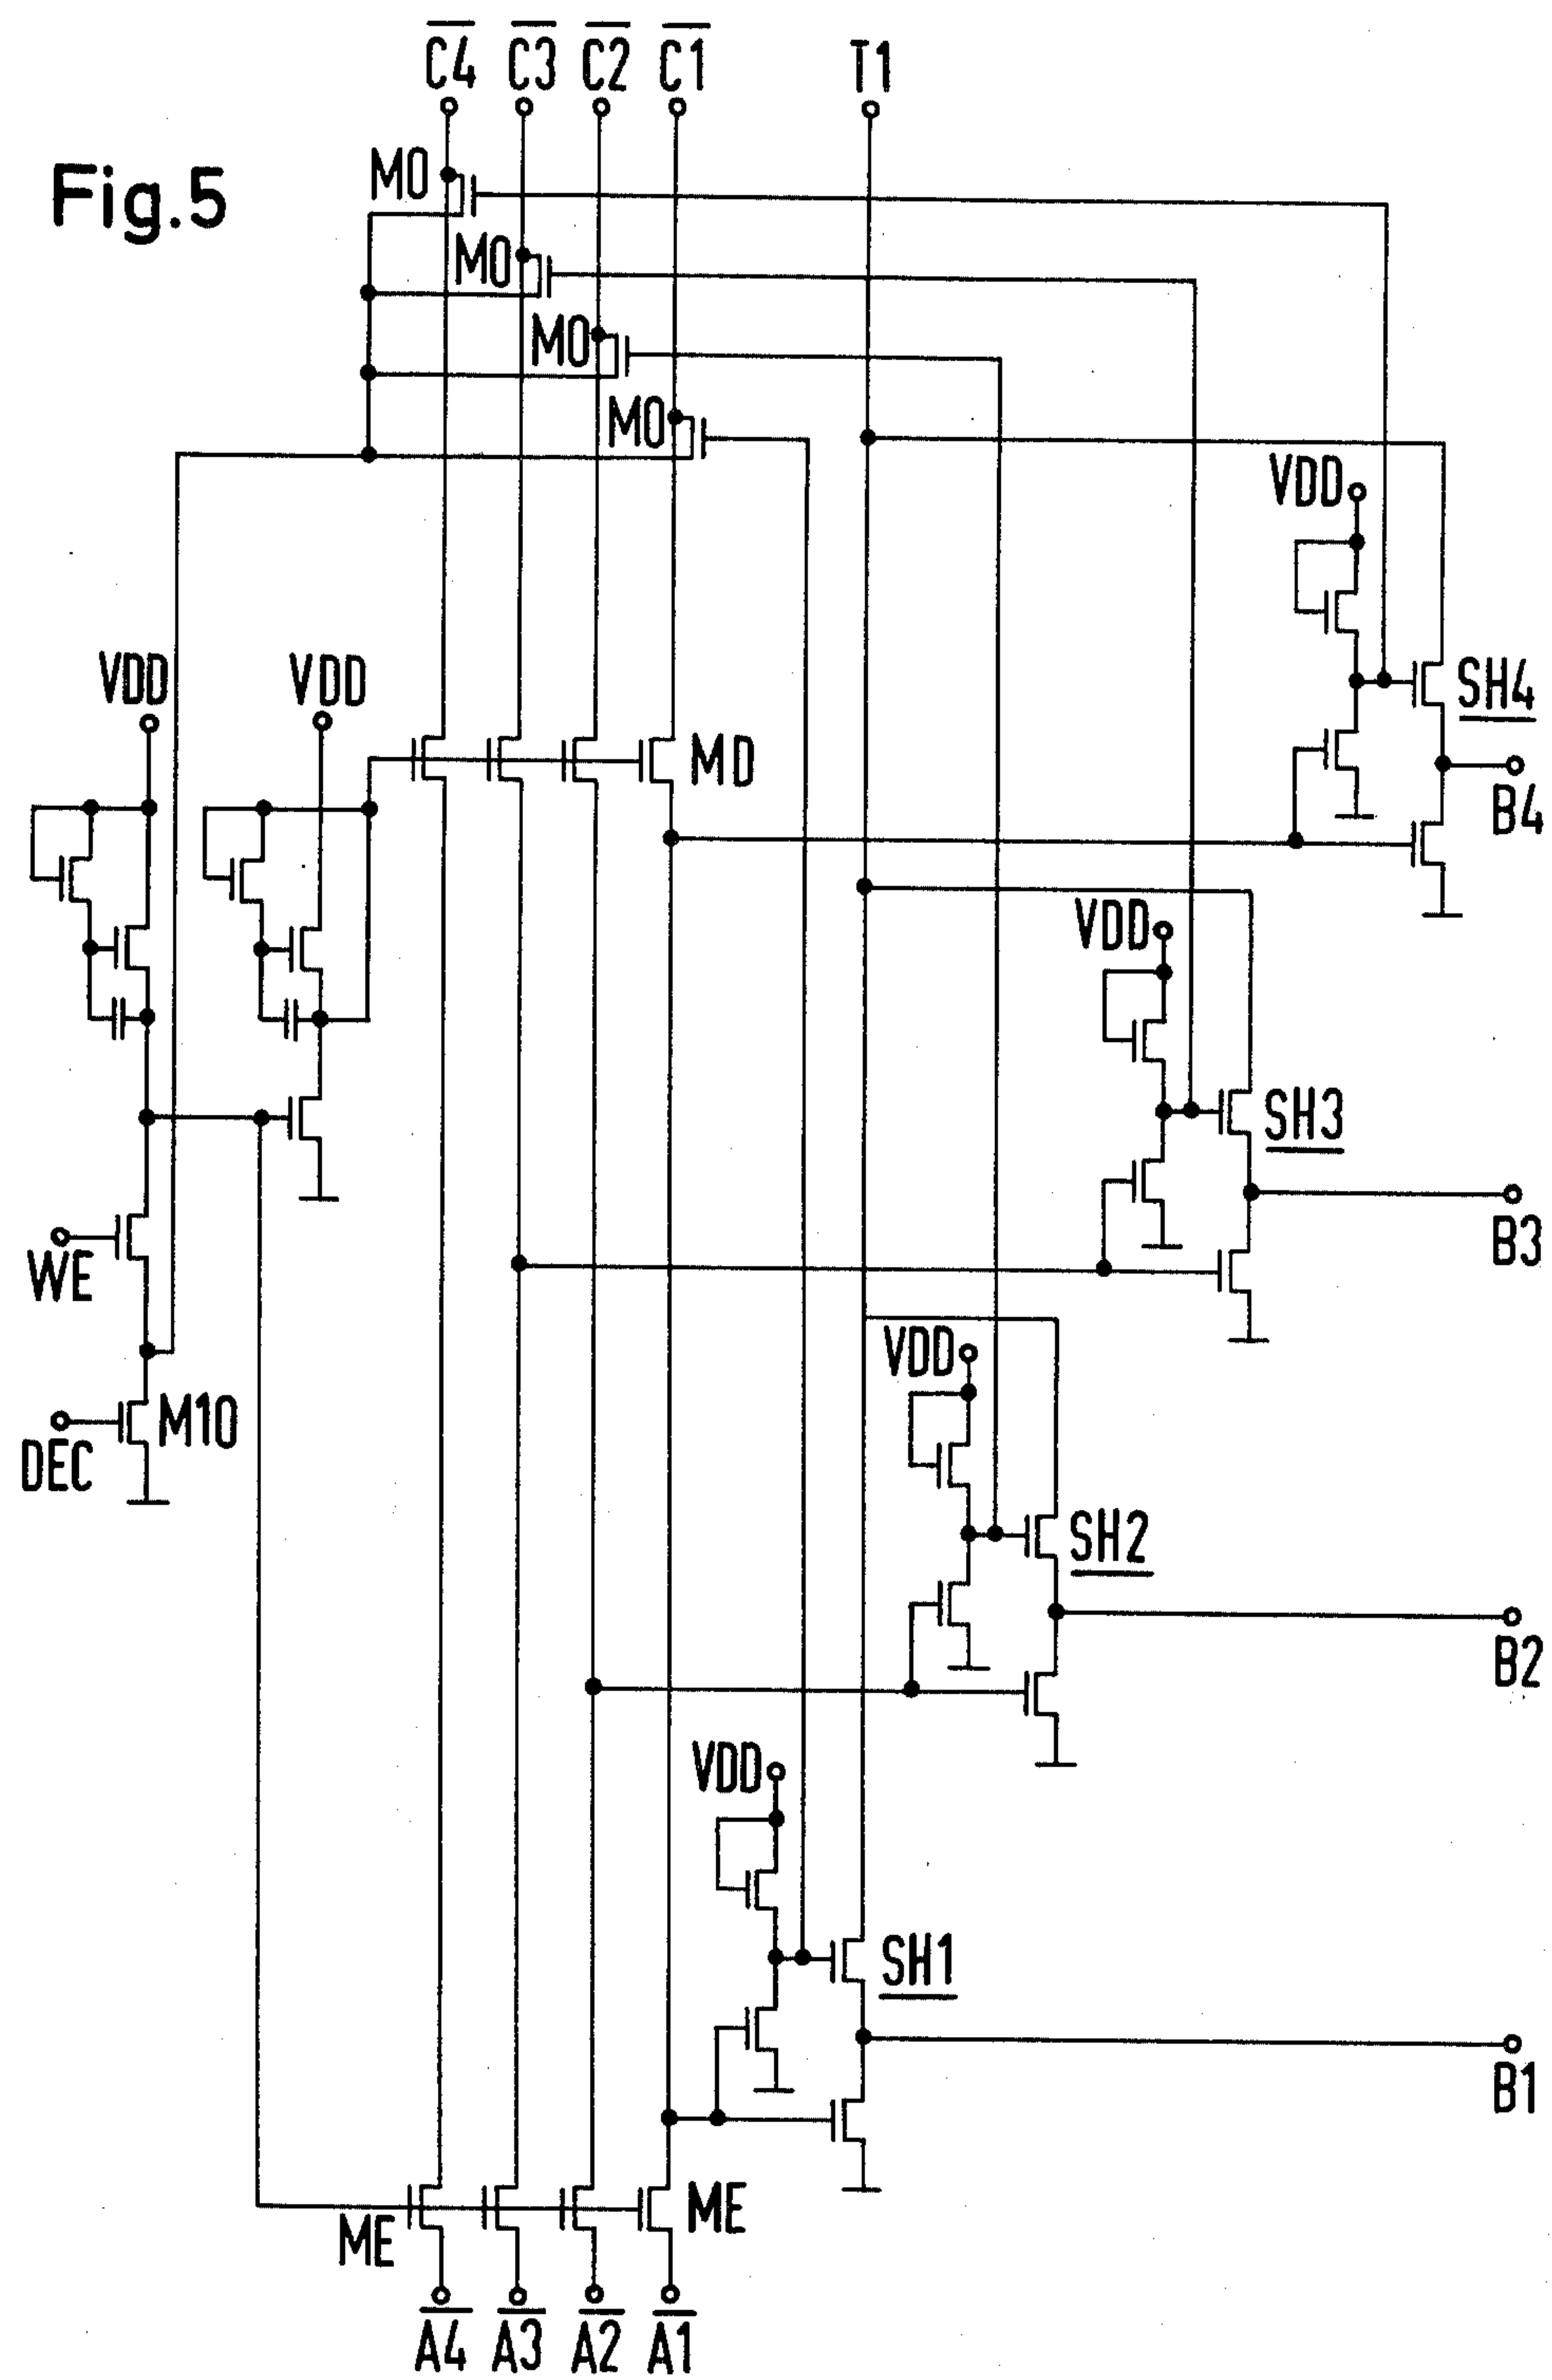 C4 C3 C2 C1 T1
Fig.5
M0
M0
M0
M0
VDD
VDD
VDD
SH4
MD
B4
VDD
SH3
WE
B3
VDD
M10
DEC
SH2
B2
VDD
SH1
B1
ME
ME
A4 A3 A2 A1